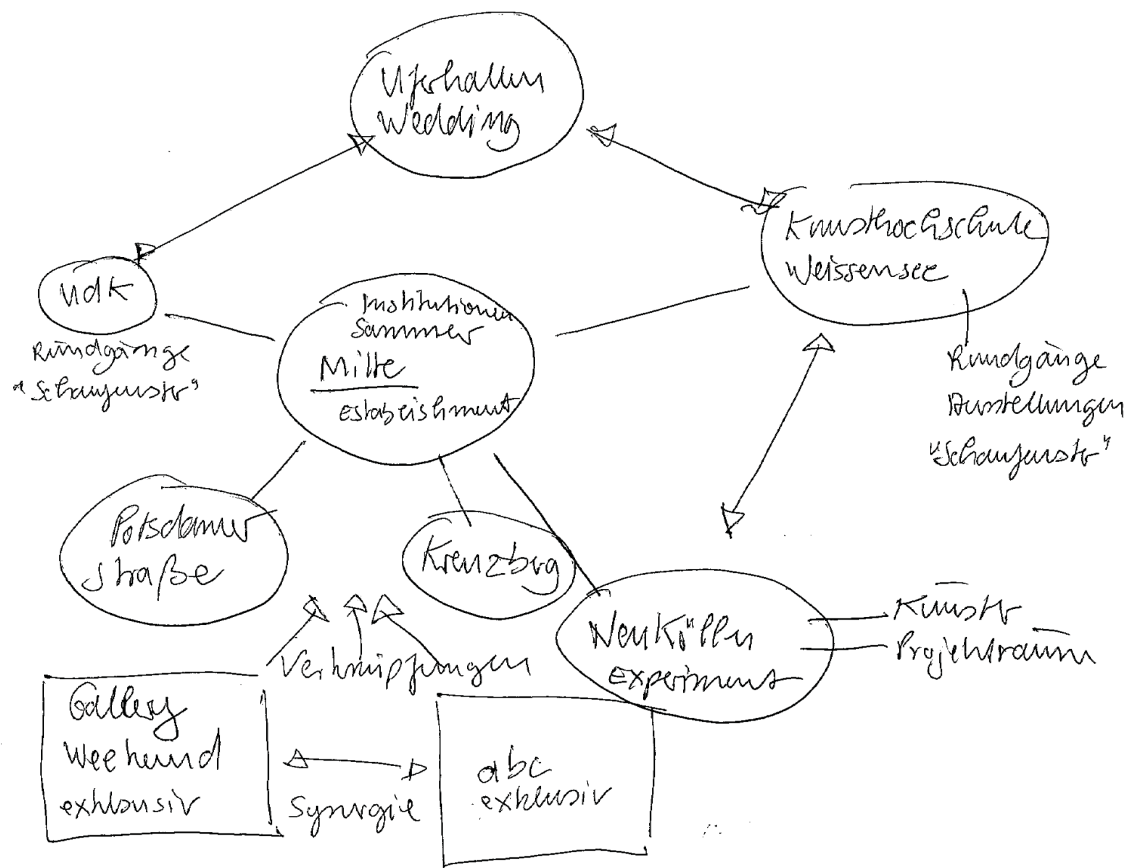 Uferhallen
Wedding
Kunsthochschule
Weissensee
UdK
Rundgänge
"Schaufenster"
Institutionen
Sammler
Mitte
Establishment
Rundgänge
Ausstellungen
"Schaufenster"
Potsdamer
Straße
Kreuzberg
Neukölln
Experiment
Künstler
Projekträume
Verknüpfungen
Gallery
Weekend
exklusiv
Synergie
abc
exklusiv